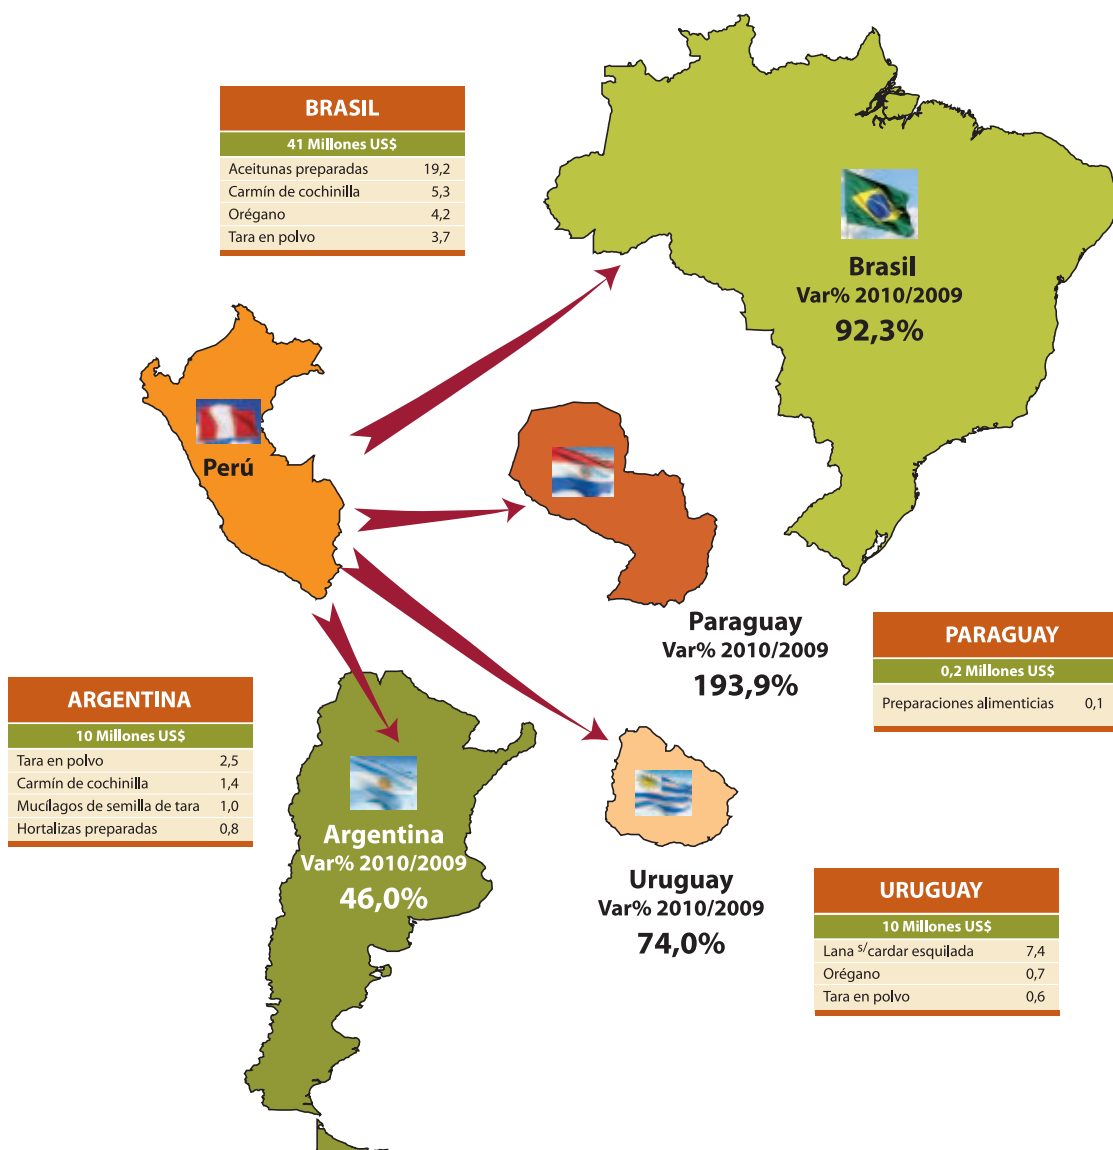 BRASIL
41 Millones US$
Aceitunas preparadas 19,2
Carmín de cochinilla 5,3
Orégano 4,2
Tara en polvo 3,7
Brasil
Var% 2010/2009
92,3%
Perú
Paraguay
Var% 2010/2009
193,9%
PARAGUAY
0,2 Millones US$
Preparaciones alimenticias 0,1
ARGENTINA
10 Millones US$
Tara en polvo 2,5
Carmín de cochinilla 1,4
Mucílagos de semilla de tara 1,0
Hortalizas preparadas 0,8
Argentina
Var% 2010/2009
46,0%
Uruguay
Var% 2010/2009
74,0%
URUGUAY
10 Millones US$
Lana s/cardar esquilada 7,4
Orégano 0,7
Tara en polvo 0,6